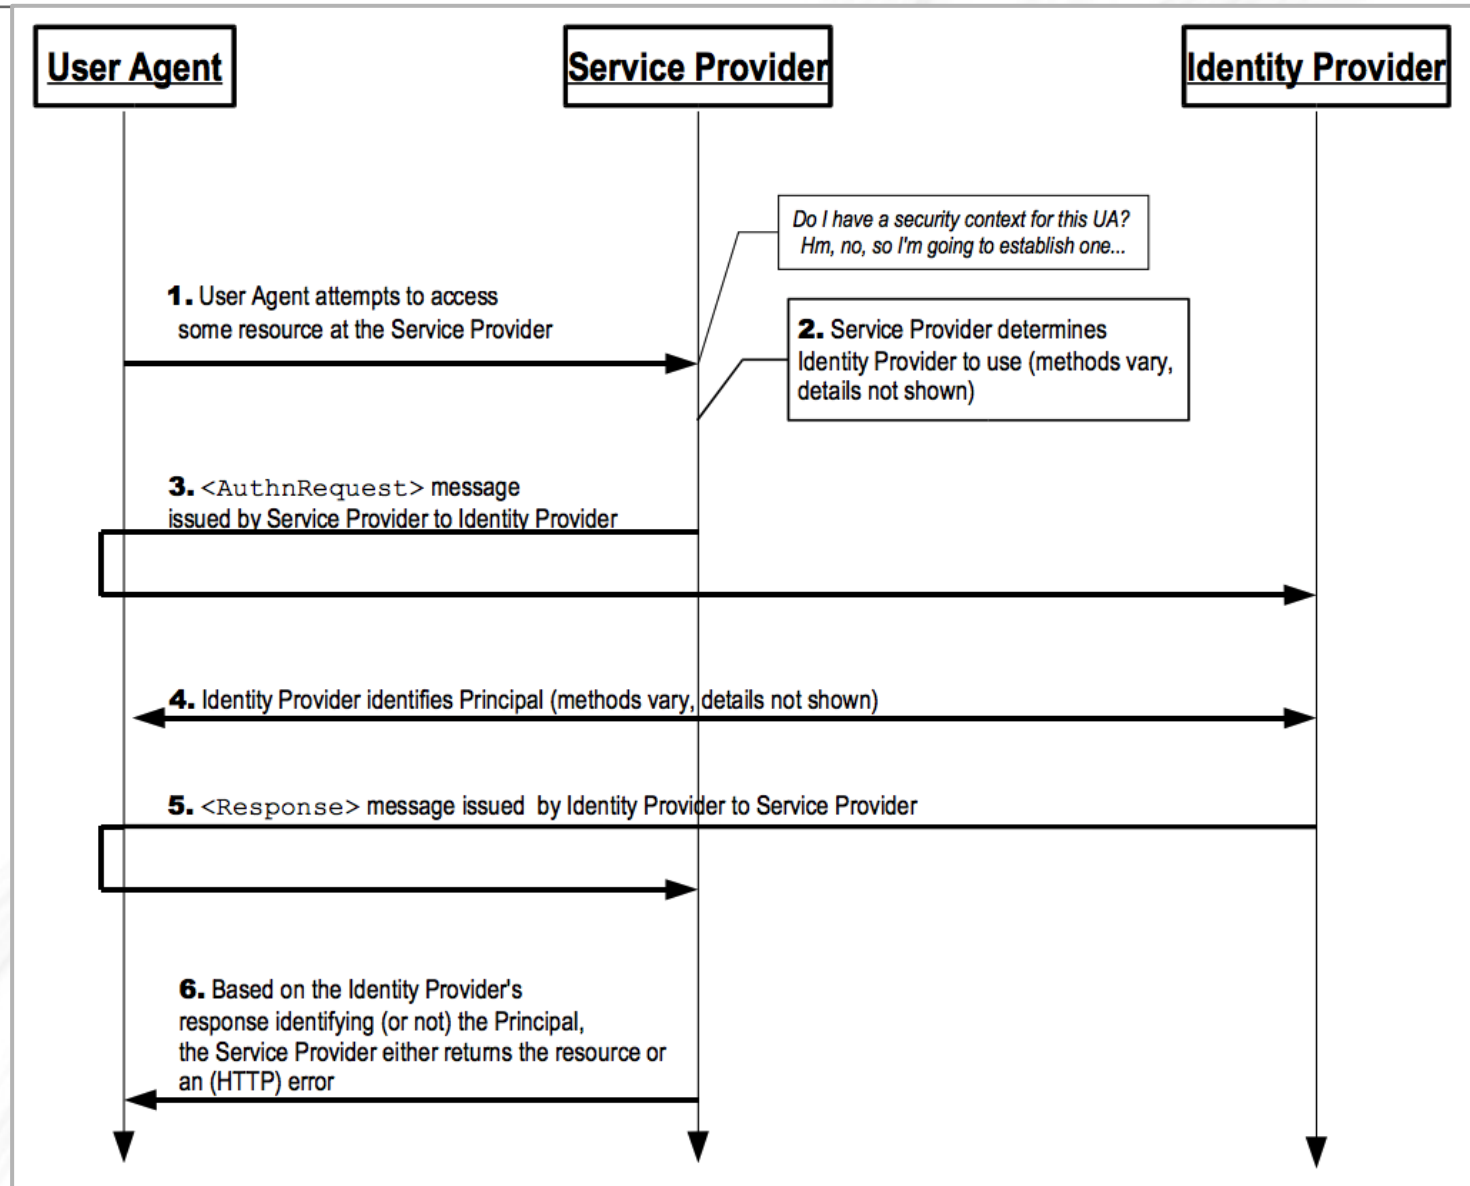 User Agent
Service Provider
Identity Provider
Do I have a security context for this UA?
Hm, no, so I'm going to establish one...
1. User Agent attempts to access
some resource at the Service Provider
2. Service Provider determines
Identity Provider to use (methods vary,
details not shown)
3. <AuthnRequest> message
issued by Service Provider to Identity Provider
4. Identity Provider identifies Principal (methods vary, details not shown)
5. <Response> message issued by Identity Provider to Service Provider
6. Based on the Identity Provider's
response identifying (or not) the Principal,
the Service Provider either returns the resource or
an (HTTP) error